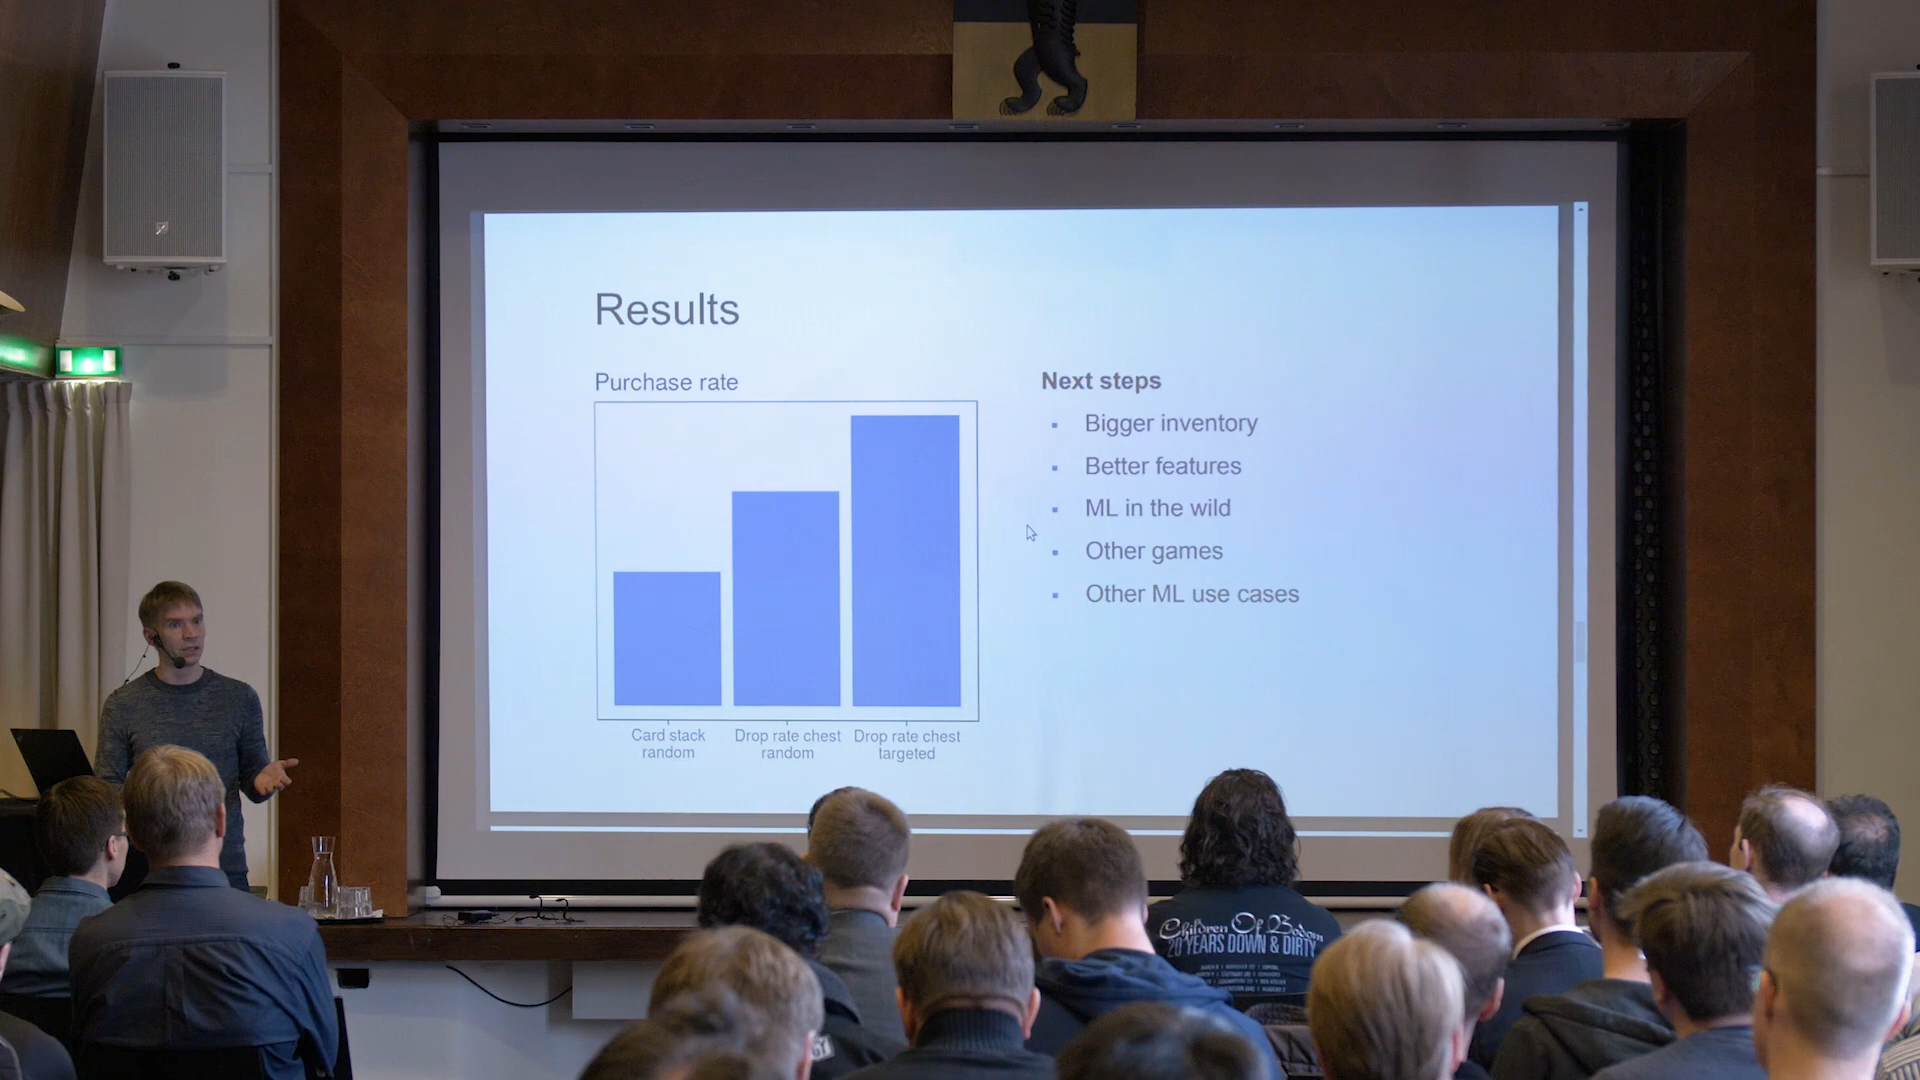 Results
Purchase rate
Card stack
random
Drop rate chest
random
Drop rate chest
targeted
Next steps
Bigger inventory
Better features
ML in the wild
Other games
Other ML use cases
Children Of Bodom
20 YEARS DOWN & DIRTY